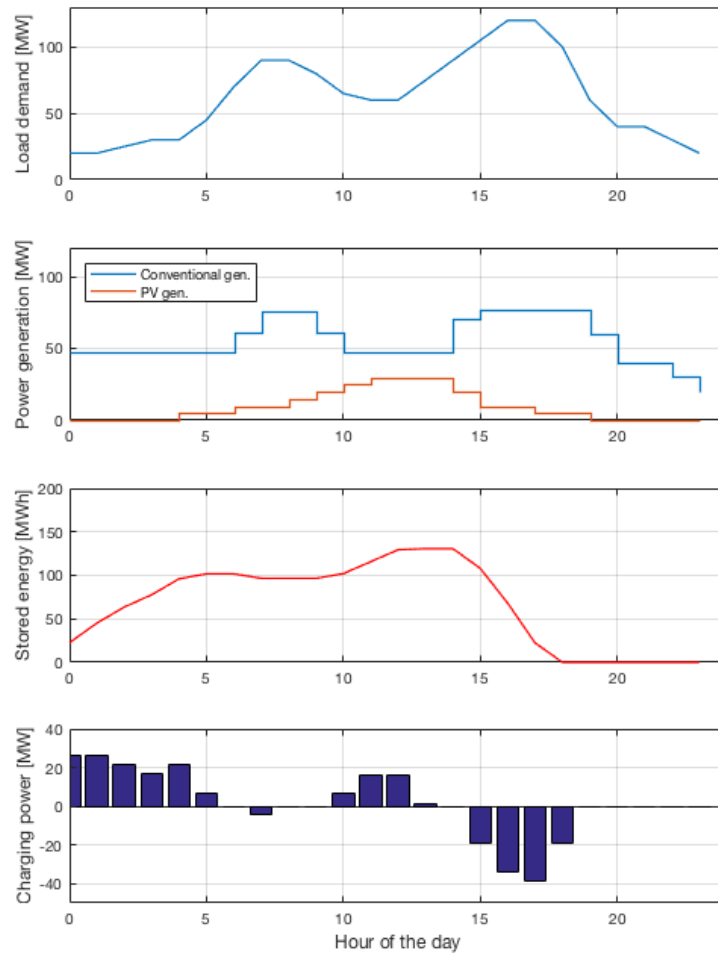 Load demand [MW]
100
50
0
0 5 10 15 20
Power generation [MW]
100
50
0
Conventional gen.
PV gen.
0 5 10 15 20
Stored energy [MWh]
200
150
100
50
0
0 5 10 15 20
Charging power [MW]
40
20
0
-20
-40
0 5 10 15 20
Hour of the day